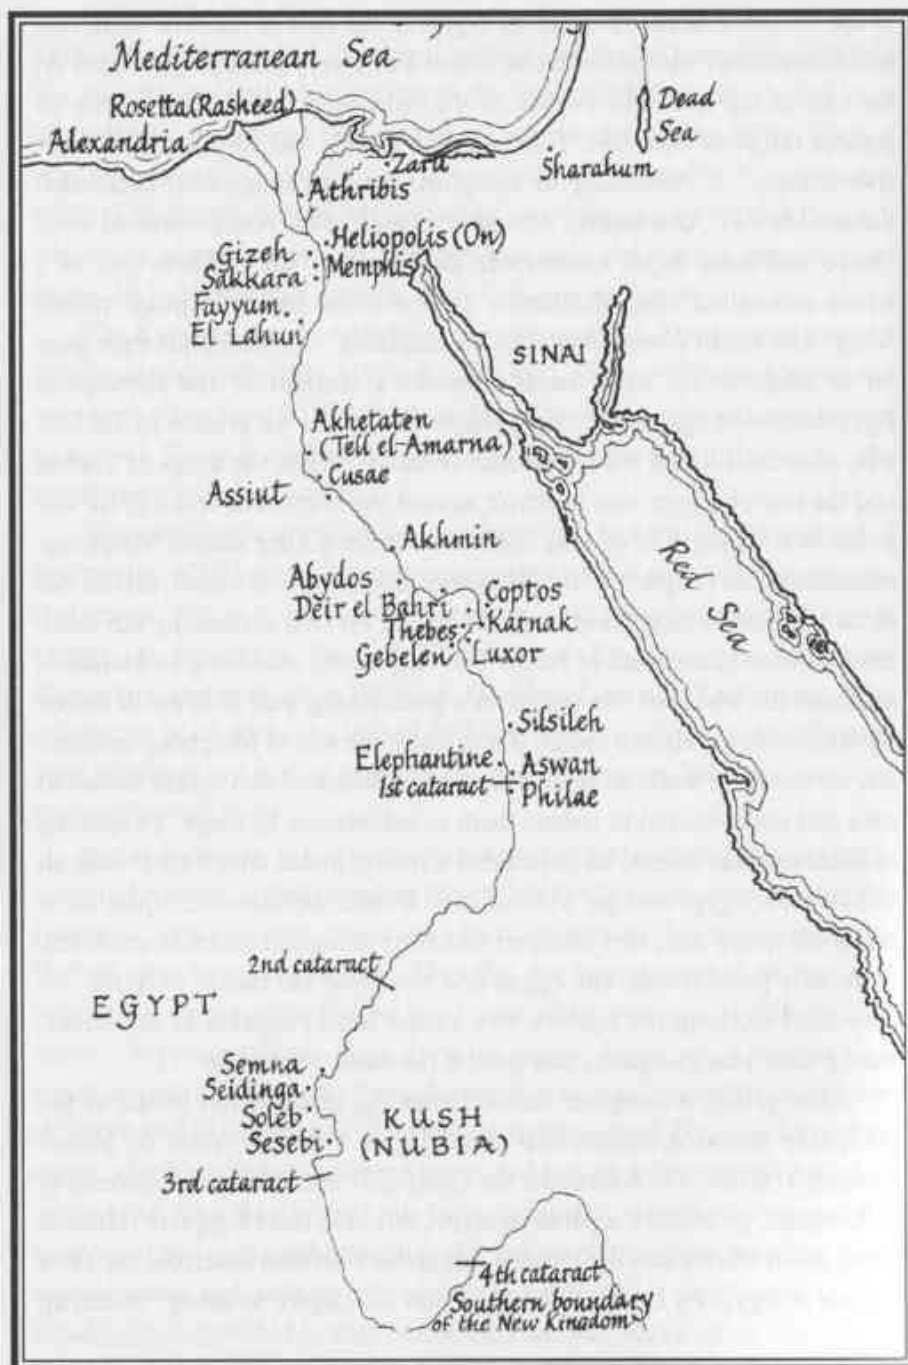 Mediterranean Sea
Rosetta (Rasheed)
Alexandria
Dead
Sea
Zaru
Sharahum
Athribis
Heliopolis (On)
Gizeh
Memphis
Sakkara
Fayyum
El Lahun
SINAI
Akhetaten
(Tell el-Amarna)
Cusae
Assiut
Akhmin
Abydos
Coptos
Deir el Bahri
Karnak
Thebes
Gebelen
Luxor
Red
Sea
Silsileh
Elephantine
Aswan
1st cataract
Philae
2nd cataract
EGYPT
Semna
Seidinga
Soleb
KUSH
Sesebi
(NUBIA)
3rd cataract
4th cataract
Southern boundary
of the New Kingdom